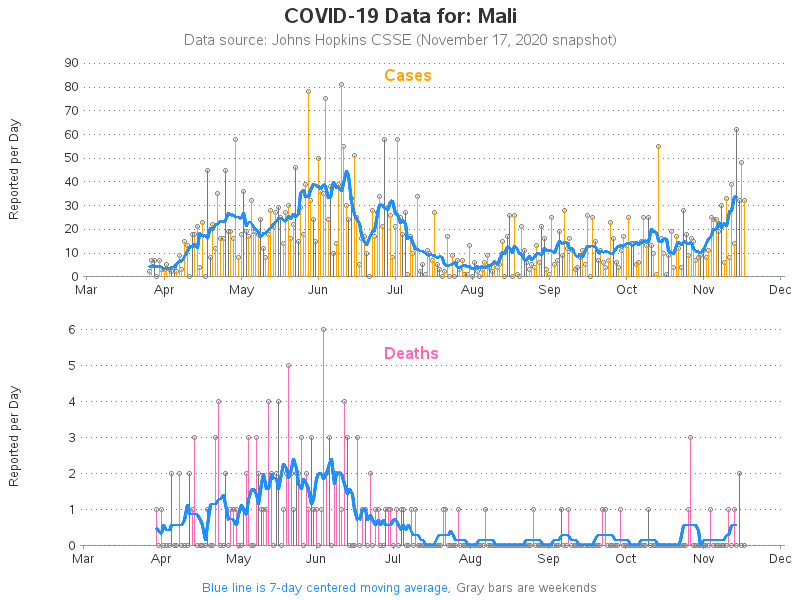 COVID-19 Data for: Mali
Data source: Johns Hopkins CSSE (November 17, 2020 snapshot)
Cases
Reported per Day
90
80
70
60
50
40
30
20
10
0
Mar Apr May Jun Jul Aug Sep Oct Nov Dec
Deaths
Reported per Day
6
5
4
3
2
1
0
Mar Apr May Jun Jul Aug Sep Oct Nov Dec
Blue line is 7-day centered moving average, Gray bars are weekends